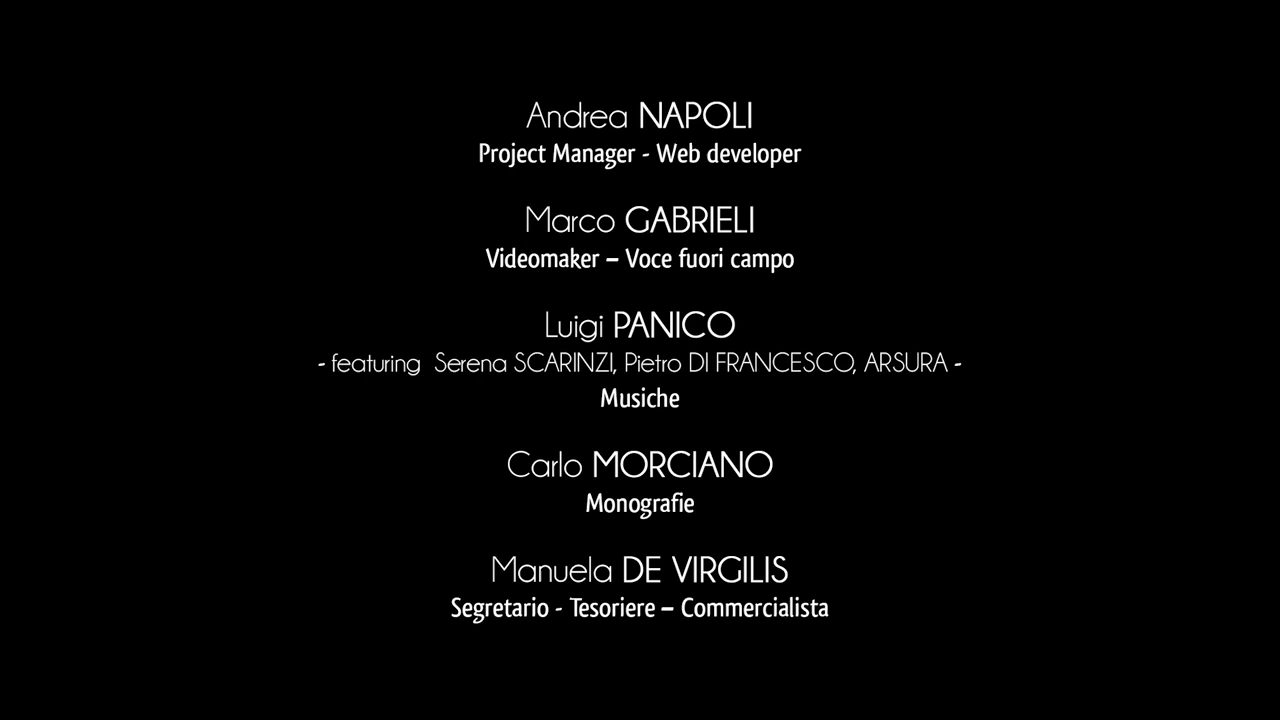 Andrea NAPOLI
Project Manager - Web developer
Marco GABRIELI
Videomaker – Voce fuori campo
Luigi PANICO
- featuring  Serena SCARINZI, Pietro DI FRANCESCO, ARSURA -
Musiche
Carlo MORCIANO
Monografie
Manuela DE VIRGILIS
Segretario - Tesoriere – Commercialista